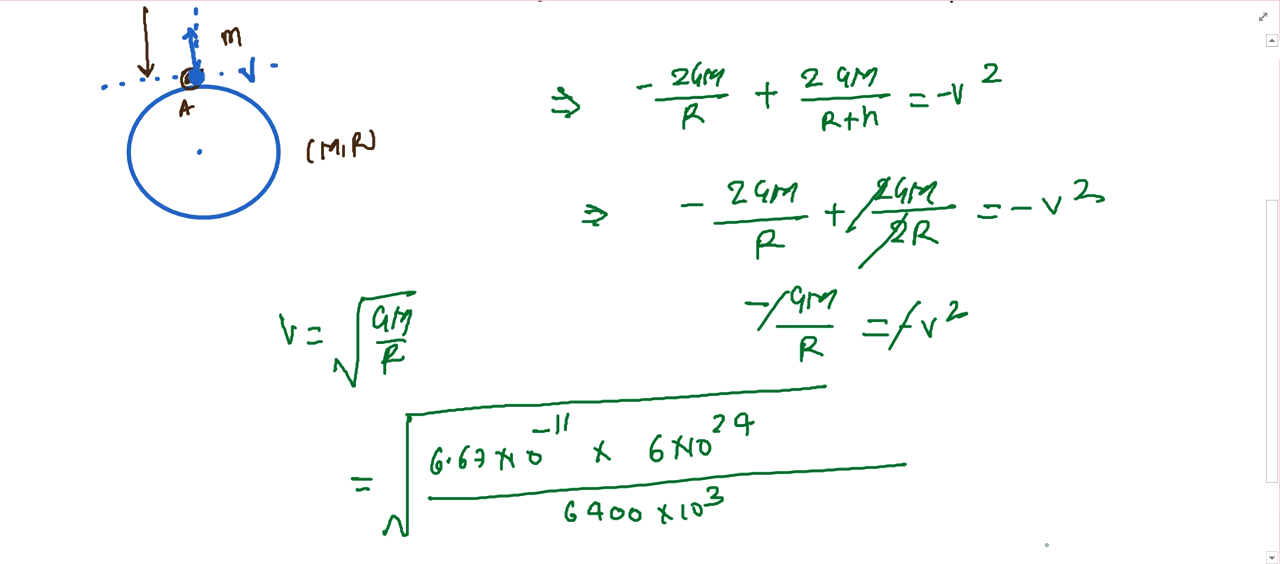 m
A
(M,R)
⇒ - 2GM/R + 2GM/R+h = -v²
⇒ - 2GM/R + 2GM/2R = -v²
- GM/R = -v²
V = √GM/R
= √6.67×10⁻¹¹ × 6×10²⁴/6400×10³